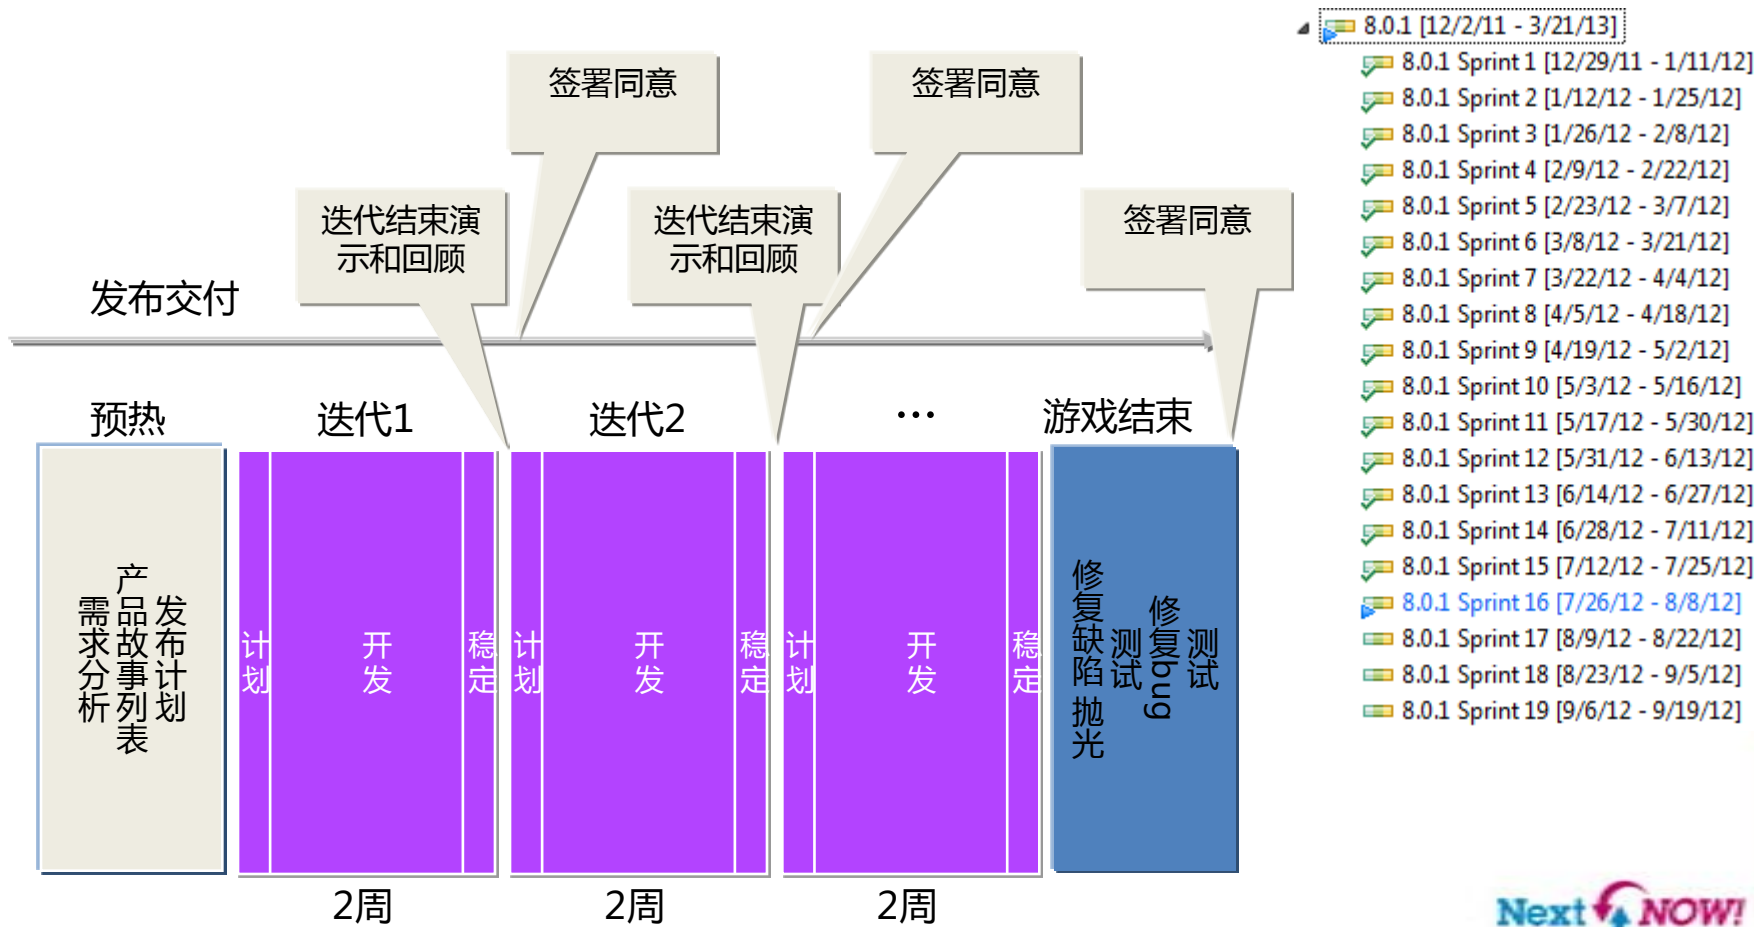 签署同意
签署同意
迭代结束演
示和回顾
迭代结束演
示和回顾
签署同意
发布交付
预热
迭代1
迭代2
…
游戏结束
需求分析
产品故事列表
发布计划
计划
开发
稳定
计划
开发
稳定
计划
开发
稳定
修复缺陷 抛光
测试
修复bug
测试
2周
2周
2周
8.0.1 [12/2/11 - 3/21/13]
8.0.1 Sprint 1 [12/29/11 - 1/11/12]
8.0.1 Sprint 2 [1/12/12 - 1/25/12]
8.0.1 Sprint 3 [1/26/12 - 2/8/12]
8.0.1 Sprint 4 [2/9/12 - 2/22/12]
8.0.1 Sprint 5 [2/23/12 - 3/7/12]
8.0.1 Sprint 6 [3/8/12 - 3/21/12]
8.0.1 Sprint 7 [3/22/12 - 4/4/12]
8.0.1 Sprint 8 [4/5/12 - 4/18/12]
8.0.1 Sprint 9 [4/19/12 - 5/2/12]
8.0.1 Sprint 10 [5/3/12 - 5/16/12]
8.0.1 Sprint 11 [5/17/12 - 5/30/12]
8.0.1 Sprint 12 [5/31/12 - 6/13/12]
8.0.1 Sprint 13 [6/14/12 - 6/27/12]
8.0.1 Sprint 14 [6/28/12 - 7/11/12]
8.0.1 Sprint 15 [7/12/12 - 7/25/12]
8.0.1 Sprint 16 [7/26/12 - 8/8/12]
8.0.1 Sprint 17 [8/9/12 - 8/22/12]
8.0.1 Sprint 18 [8/23/12 - 9/5/12]
8.0.1 Sprint 19 [9/6/12 - 9/19/12]
Next NOW!